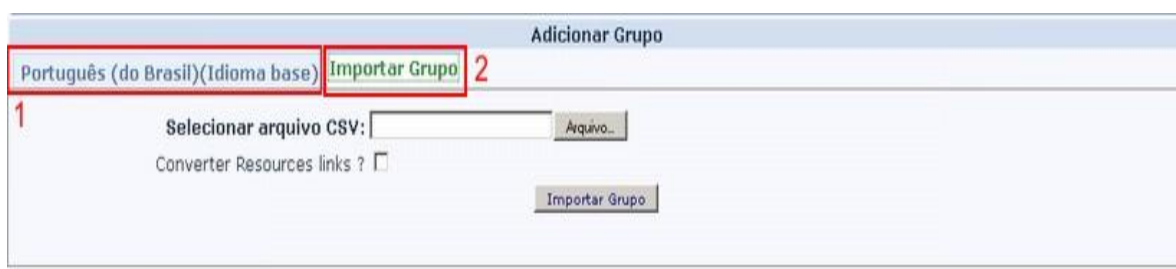 Adicionar Grupo
Português (do Brasil)(Idioma base) Importar Grupo 2
1
Selecionar arquivo CSV: Arquivo...
Converter Resources links ?
Importar Grupo